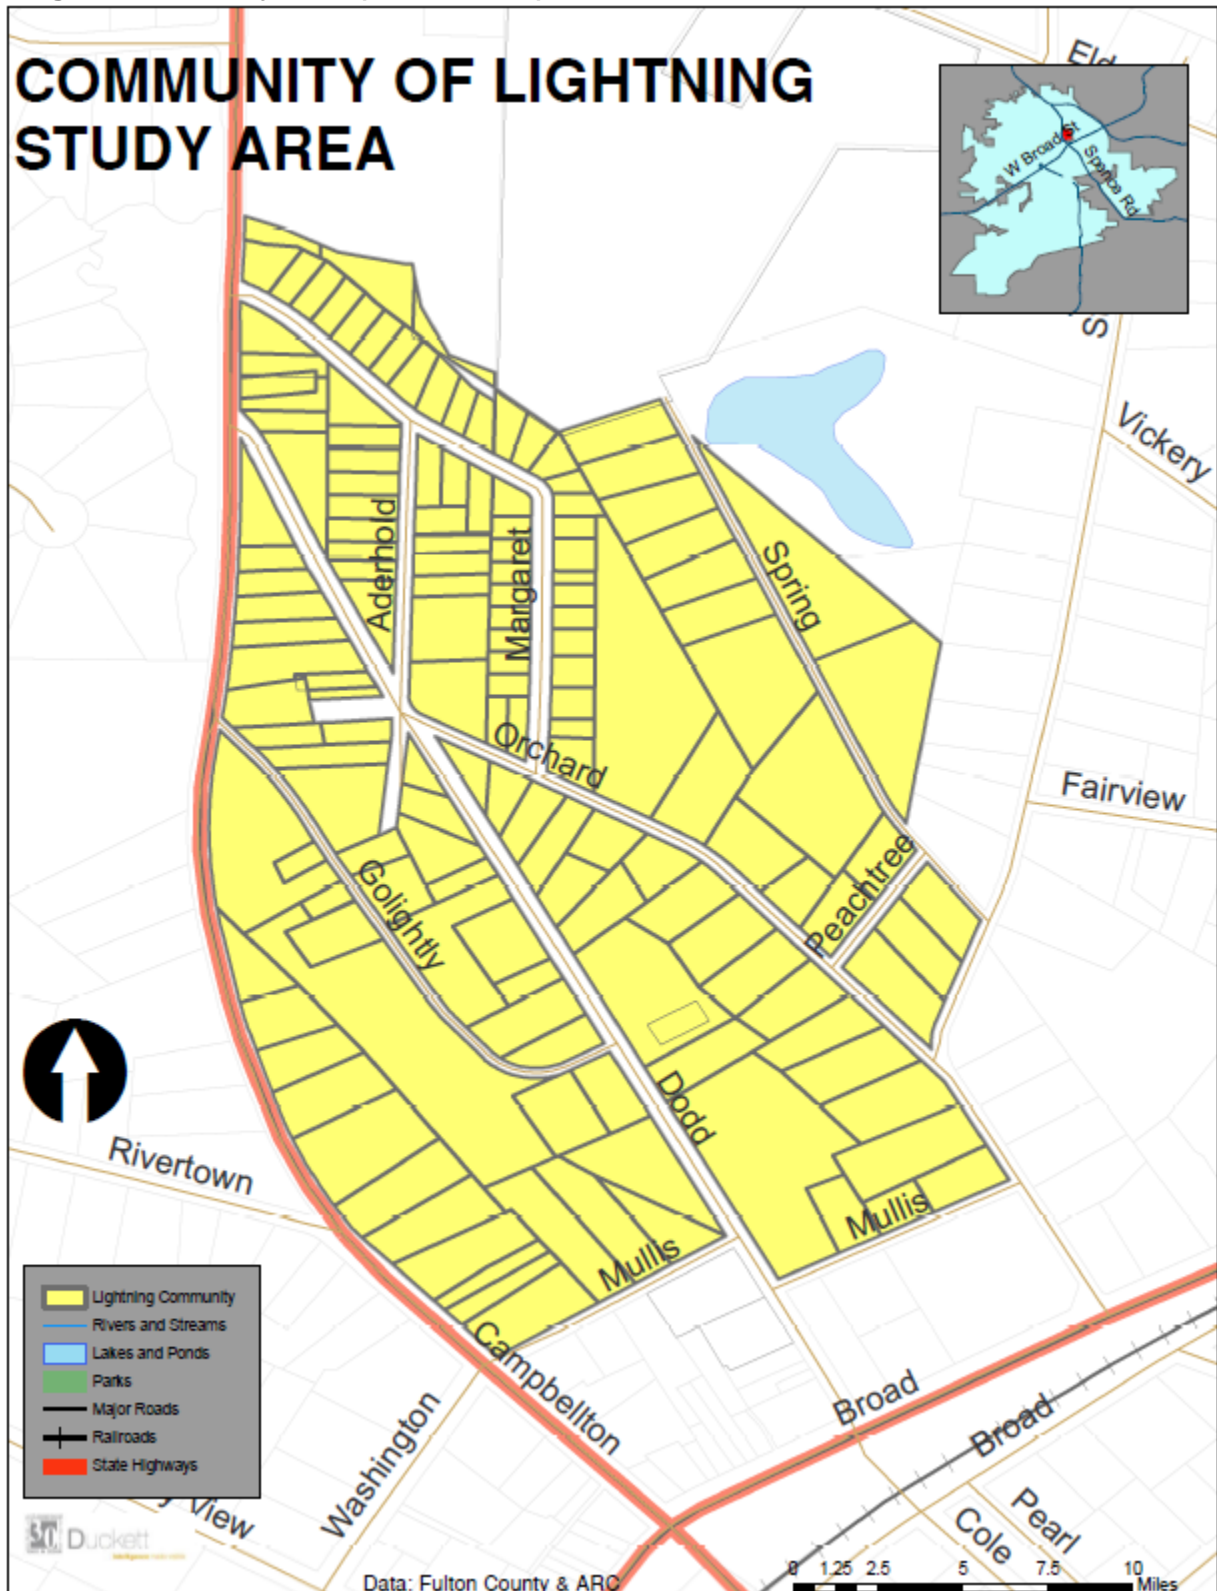 COMMUNITY OF LIGHTNING
STUDY AREA
W Broad St
Spence Rd
S
Vickery
Spring
Aderhold
Margaret
Orchard
Fairview
Peachtree
Golightly
Dodd
Rivertown
Mullis
Mullis
Campbellton
Washington
Broad
Broad
Pearl
Cole
View
Lightning Community
Rivers and Streams
Lakes and Ponds
Parks
Major Roads
Railroads
State Highways
Duckett
Data: Fulton County & ARC
0 1.25 2.5 5 7.5 10
Miles